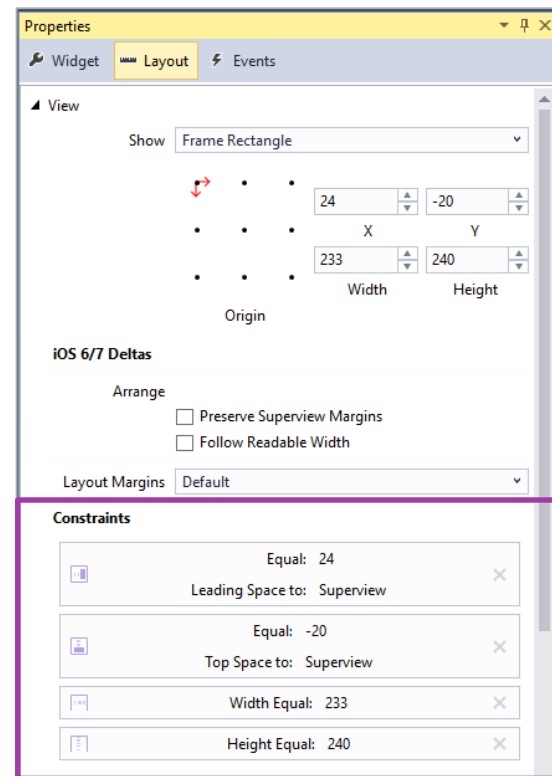 Properties
Widget Layout Events
View
Show Frame Rectangle
24 -20
X Y
233 240
Width Height
Origin
iOS 6/7 Deltas
Arrange
Preserve Superview Margins
Follow Readable Width
Layout Margins Default
Constraints
Equal: 24
Leading Space to: Superview
Equal: -20
Top Space to: Superview
Width Equal: 233
Height Equal: 240